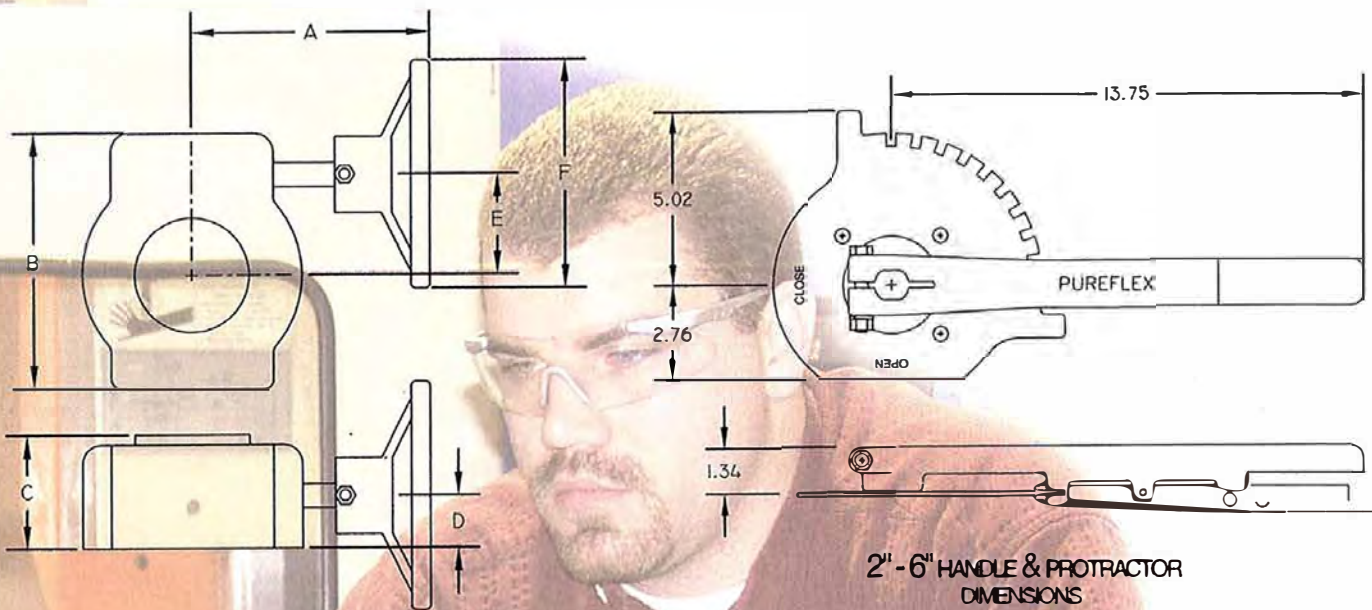 A
B
F
E
C
D
13.75
5.02
2.76
CLOSE
OPEN
PUREFLEX
1.34
2" - 6" HANDLE & PROTRACTOR
DIMENSIONS